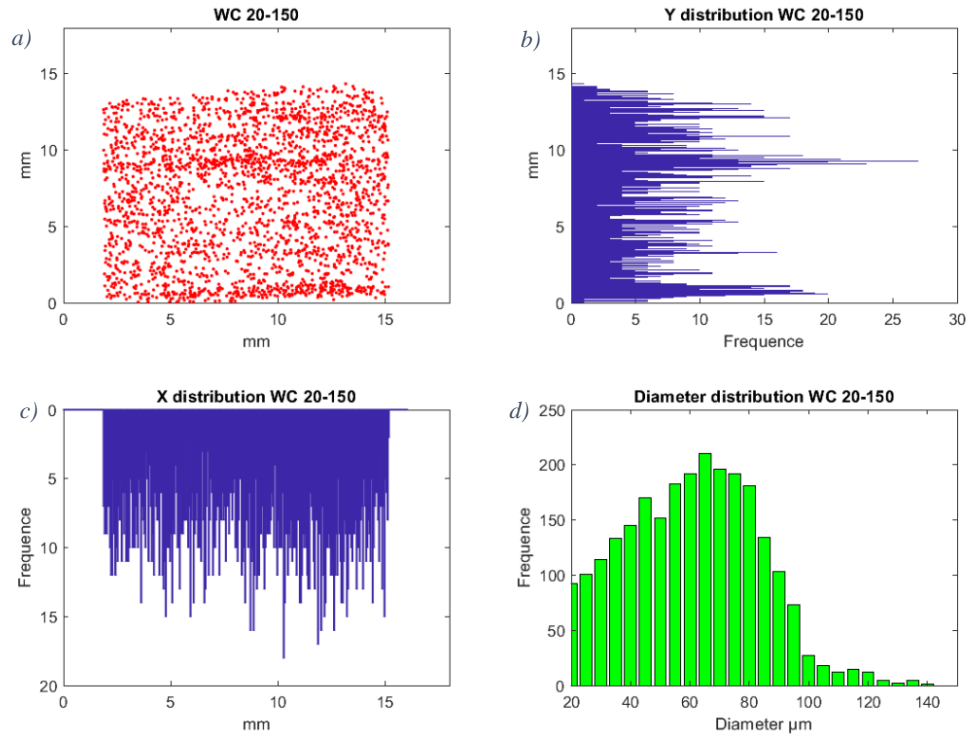 a)
WC 20-150
15
10
5
0
mm
0 5 10 15
mm
b)
Y distribution WC 20-150
15
10
5
0
mm
0 5 10 15 20 25 30
Frequence
c)
X distribution WC 20-150
0
5
10
15
20
Frequence
0 5 10 15
mm
d)
Diameter distribution WC 20-150
250
200
150
100
50
0
Frequence
20 40 60 80 100 120 140
Diameter µm